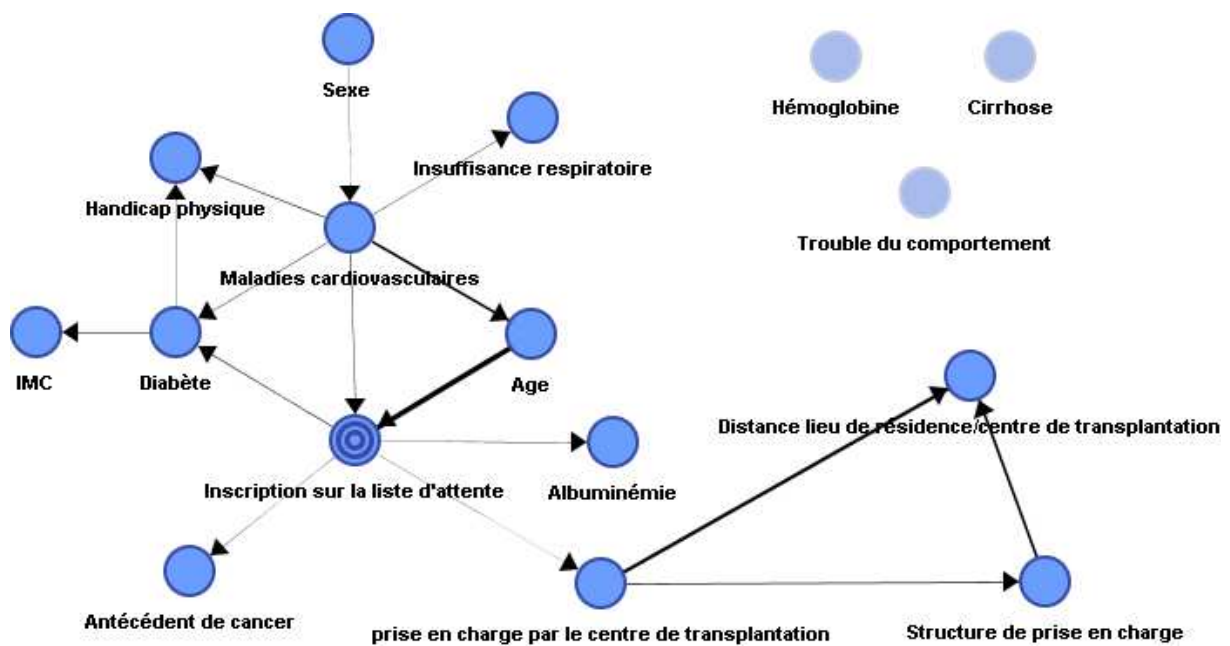 Sexe
Hémoglobine
Cirrhose
Insuffisance respiratoire
Handicap physique
Trouble du comportement
Maladies cardiovasculaires
IMC
Diabète
Age
Distance lieu de résidence/centre de transplantation
Inscription sur la liste d'attente
Albuminémie
Antécédent de cancer
prise en charge par le centre de transplantation
Structure de prise en charge